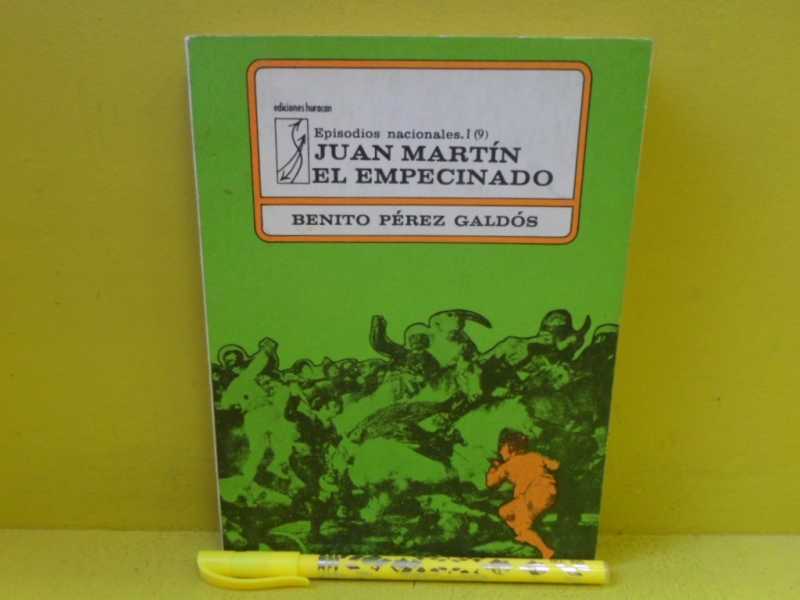 ediciones huracan
Episodios nacionales. I (9)
JUAN MARTÍN
EL EMPECINADO
BENITO PÉREZ GALDÓS